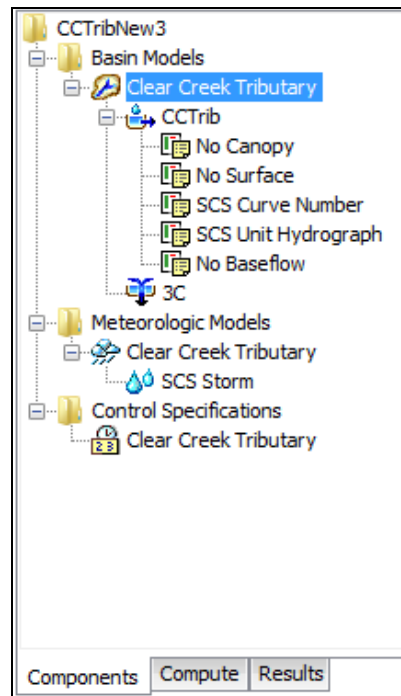 CCTribNew3
Basin Models
Clear Creek Tributary
CCTrib
No Canopy
No Surface
SCS Curve Number
SCS Unit Hydrograph
No Baseflow
3C
Meteorologic Models
Clear Creek Tributary
SCS Storm
Control Specifications
Clear Creek Tributary
Components Compute Results